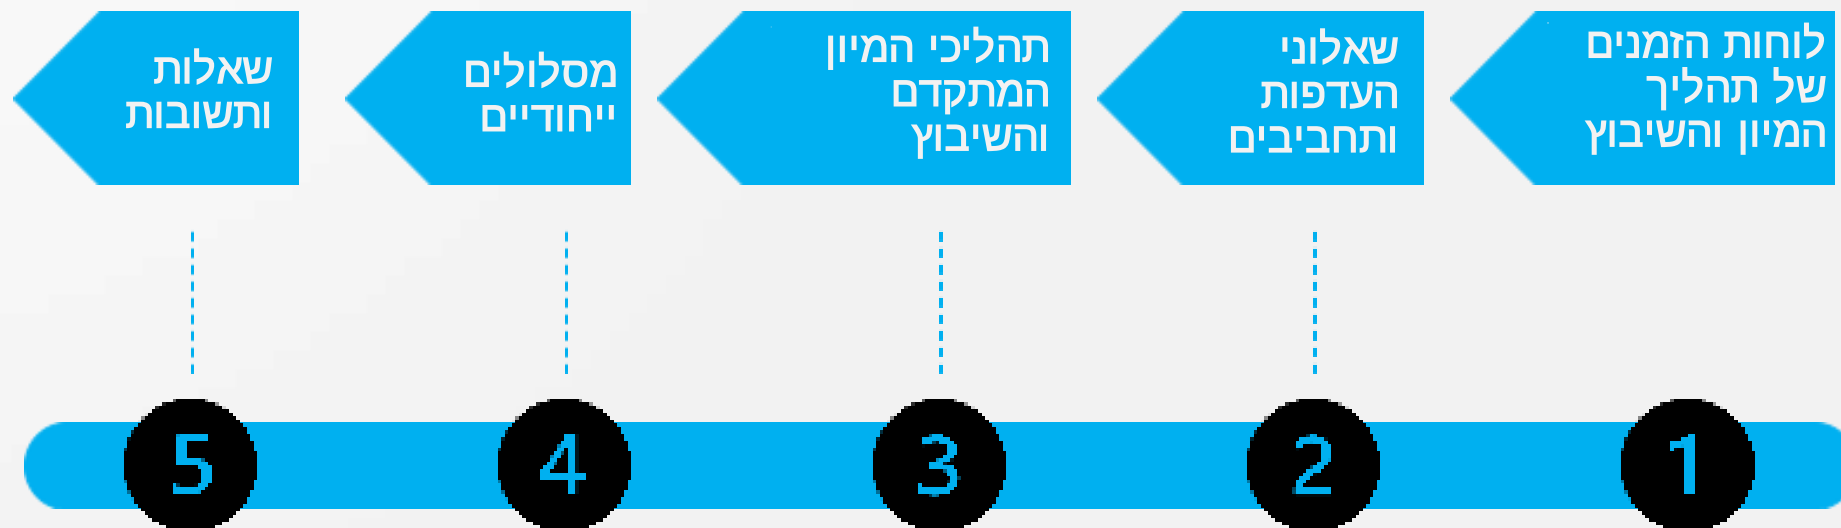 לוחות הזמנים
של תהליך
המיון והשיבוץ
שאלוני
העדפות
ותחביבים
תהליכי המיון
המתקדם
והשיבוץ
מסלולים
ייחודיים
שאלות
ותשובות
1
2
3
4
5